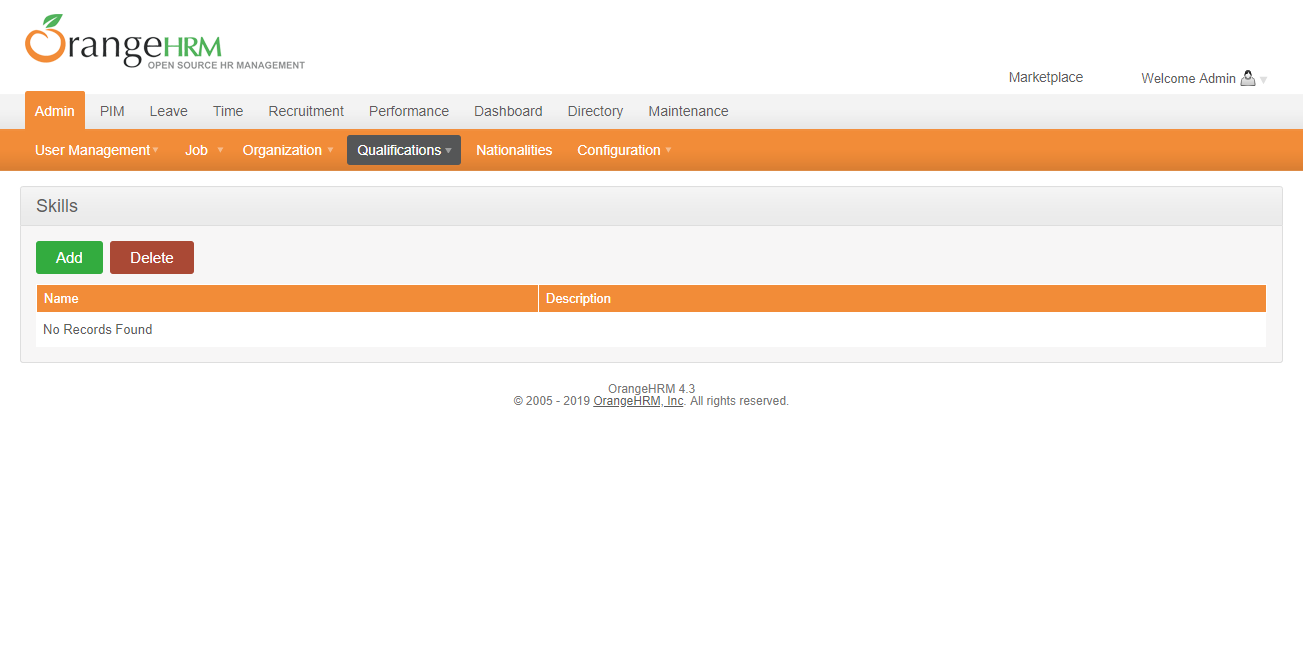 OrangeHRM
OPEN SOURCE HR MANAGEMENT
Marketplace
Welcome Admin
Admin PIM Leave Time Recruitment Performance Dashboard Directory Maintenance
User Management Job Organization Qualifications Nationalities Configuration
Skills
Add Delete
Name Description
No Records Found
OrangeHRM 4.3
© 2005 - 2019 OrangeHRM, Inc. All rights reserved.